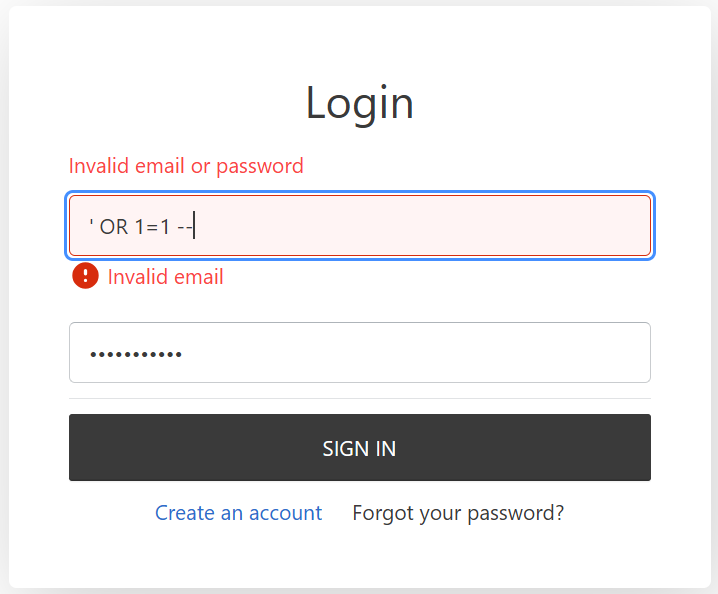 Login
Invalid email or password
' OR 1=1 --
! Invalid email
•••••••••••
SIGN IN
Create an account Forgot your password?